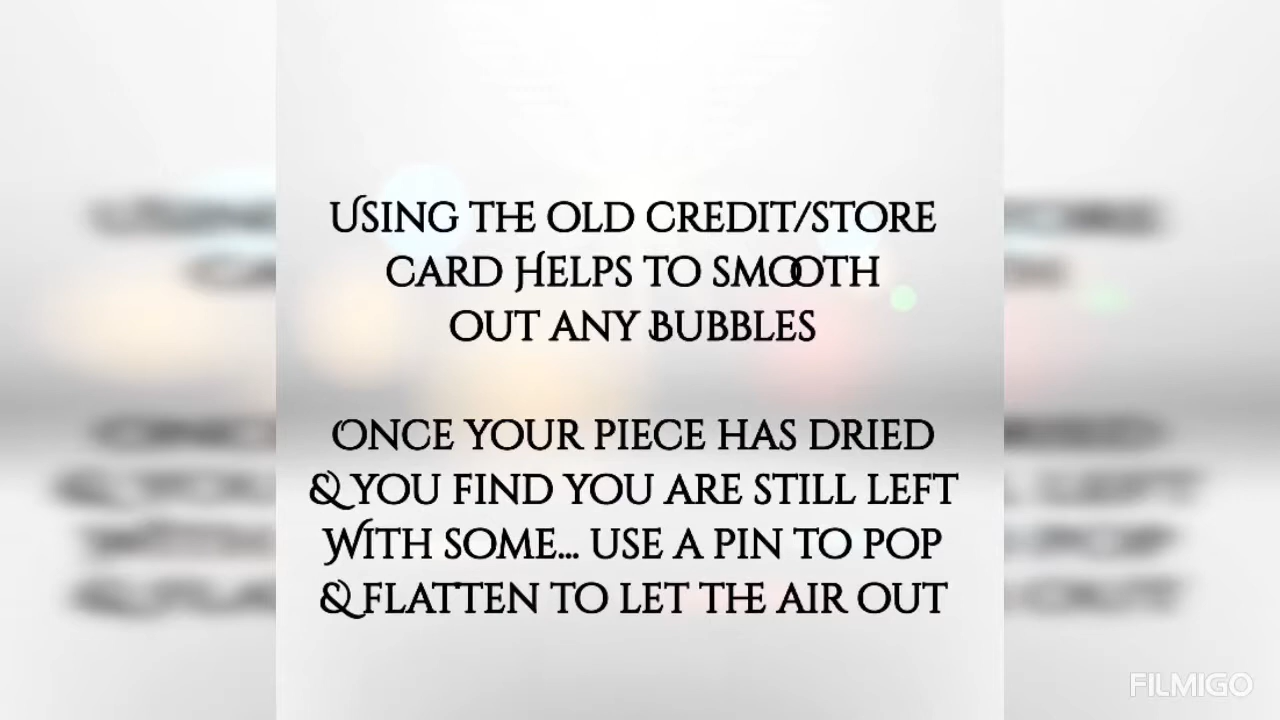 USING THE OLD CREDIT/STORE
CARD HELPS TO SMOOTH
OUT ANY BUBBLES
ONCE YOUR PIECE HAS DRIED
& YOU FIND YOU ARE STILL LEFT
WITH SOME... USE A PIN TO POP
& FLATTEN TO LET THE AIR OUT
FILMIGO